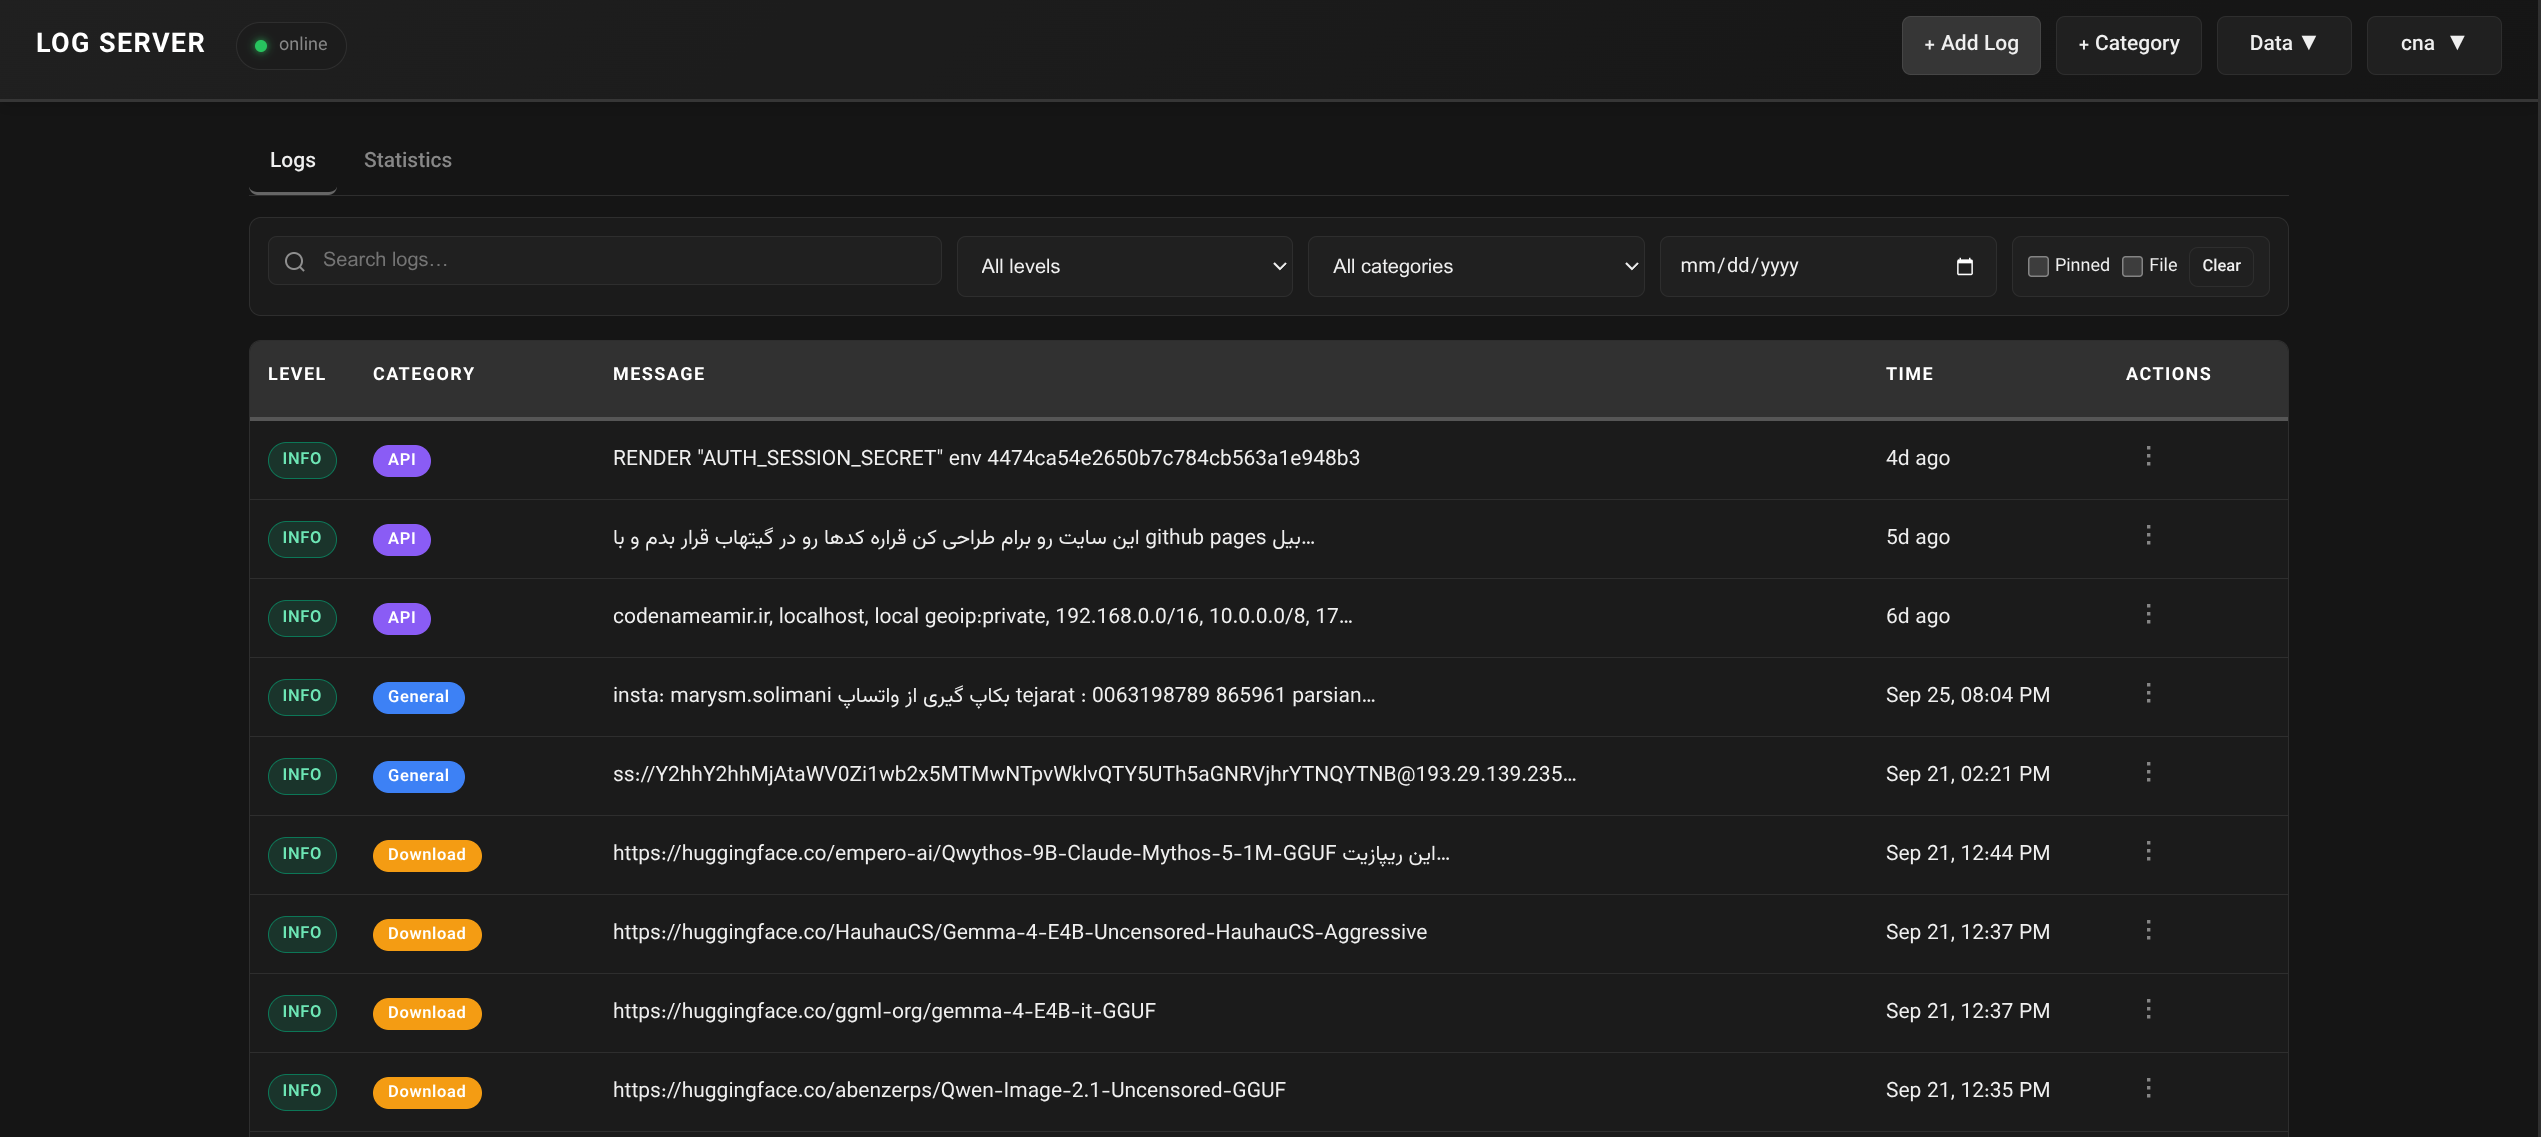 LOG SERVER
online
+ Add Log
+ Category
Data ▼
cna ▼
Logs
Statistics
Search logs...
All levels
All categories
mm/dd/yyyy
Pinned
File
Clear
LEVEL CATEGORY MESSAGE TIME ACTIONS
INFO API RENDER "AUTH_SESSION_SECRET" env 4474ca54e2650b7c784cb563a1e948b3 4d ago
INFO API این سایت رو برام طراحی کن قراره کدها رو در گیتهاب قرار بدم و با github pages بیل... 5d ago
INFO API codenameamir.ir, localhost, local geoip:private, 192.168.0.0/16, 10.0.0.0/8, 17... 6d ago
INFO General insta: marysm.solimani بکاپ گیری از واتساپ tejarat : 0063198789 865961 parsian... Sep 25, 08:04 PM
INFO General ss://Y2hhY2hhMjAtaWV0Zi1wb2x5MTMwNTpvWklvQTY5UTh5aGNRVjhrYTNQYTNB@193.29.139.235... Sep 21, 02:21 PM
INFO Download https://huggingface.co/empero-ai/Qwythos-9B-Claude-Mythos-5-1M-GGUF این ریپازیت... Sep 21, 12:44 PM
INFO Download https://huggingface.co/HauhauCS/Gemma-4-E4B-Uncensored-HauhauCS-Aggressive Sep 21, 12:37 PM
INFO Download https://huggingface.co/ggml-org/gemma-4-E4B-it-GGUF Sep 21, 12:37 PM
INFO Download https://huggingface.co/abenzerps/Qwen-Image-2.1-Uncensored-GGUF Sep 21, 12:35 PM